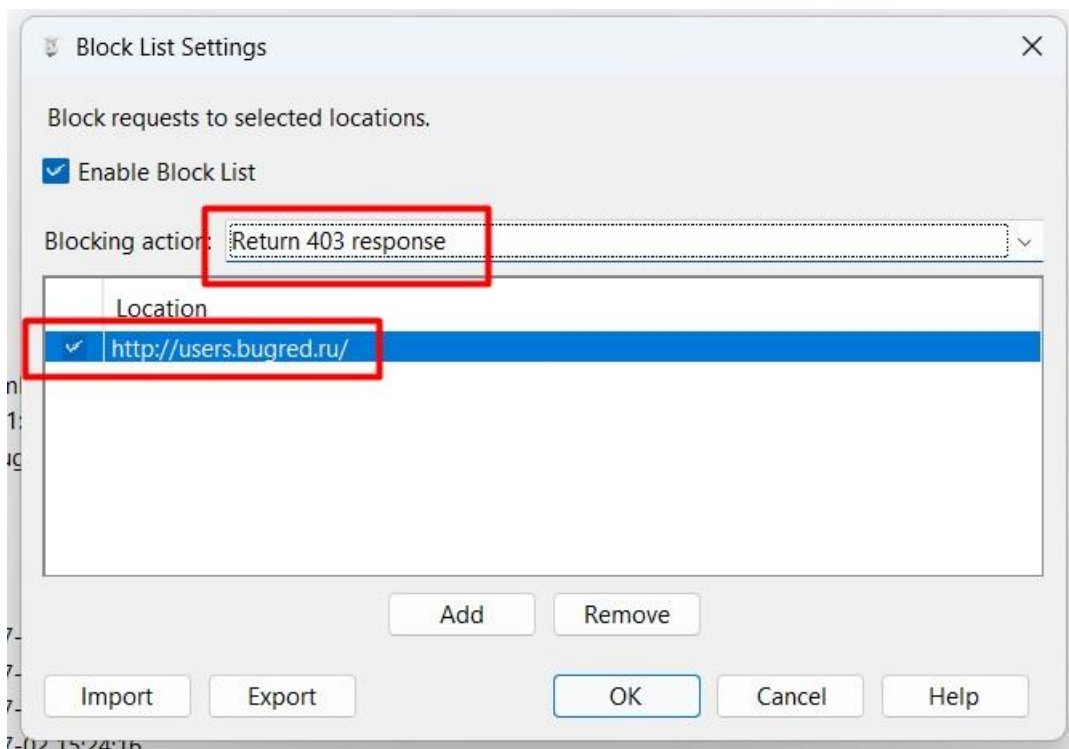 Block List Settings
Block requests to selected locations.
Enable Block List
Blocking action: Return 403 response
Location
http://users.bugred.ru/
Add Remove
Import Export OK Cancel Help